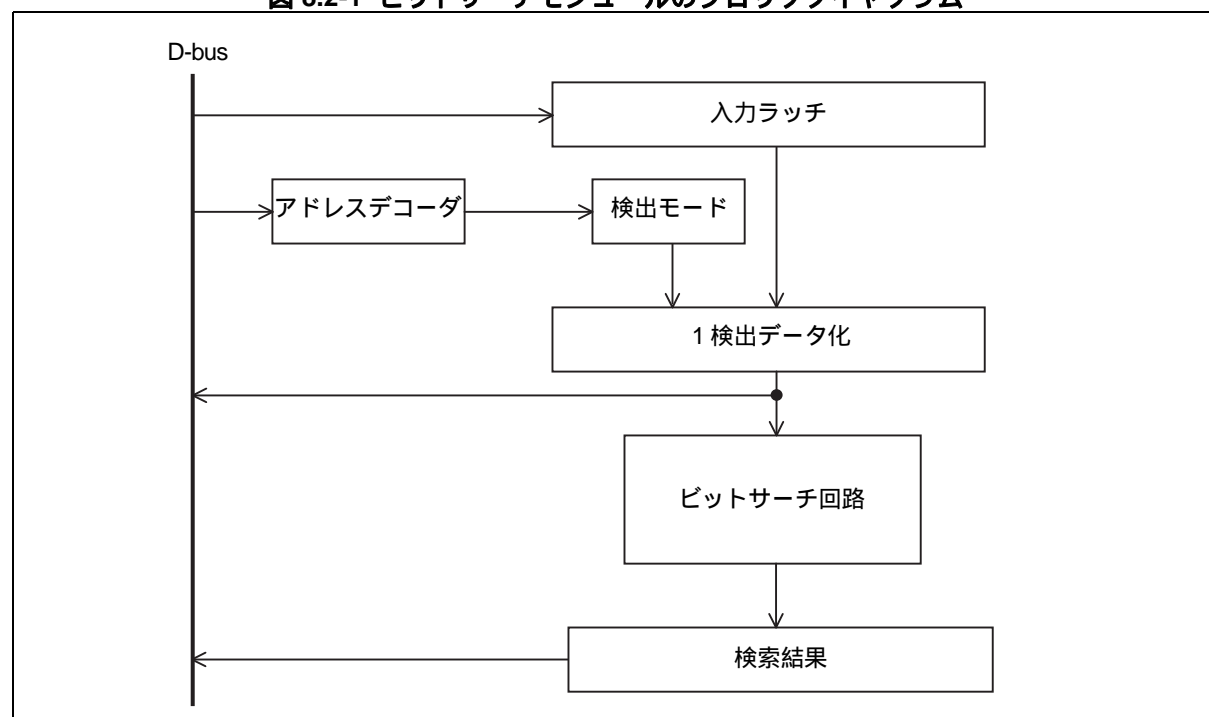 D-bus
入力ラッチ
アドレスデコーダ
検出モード
1 検出データ化
ビットサーチ回路
検索結果